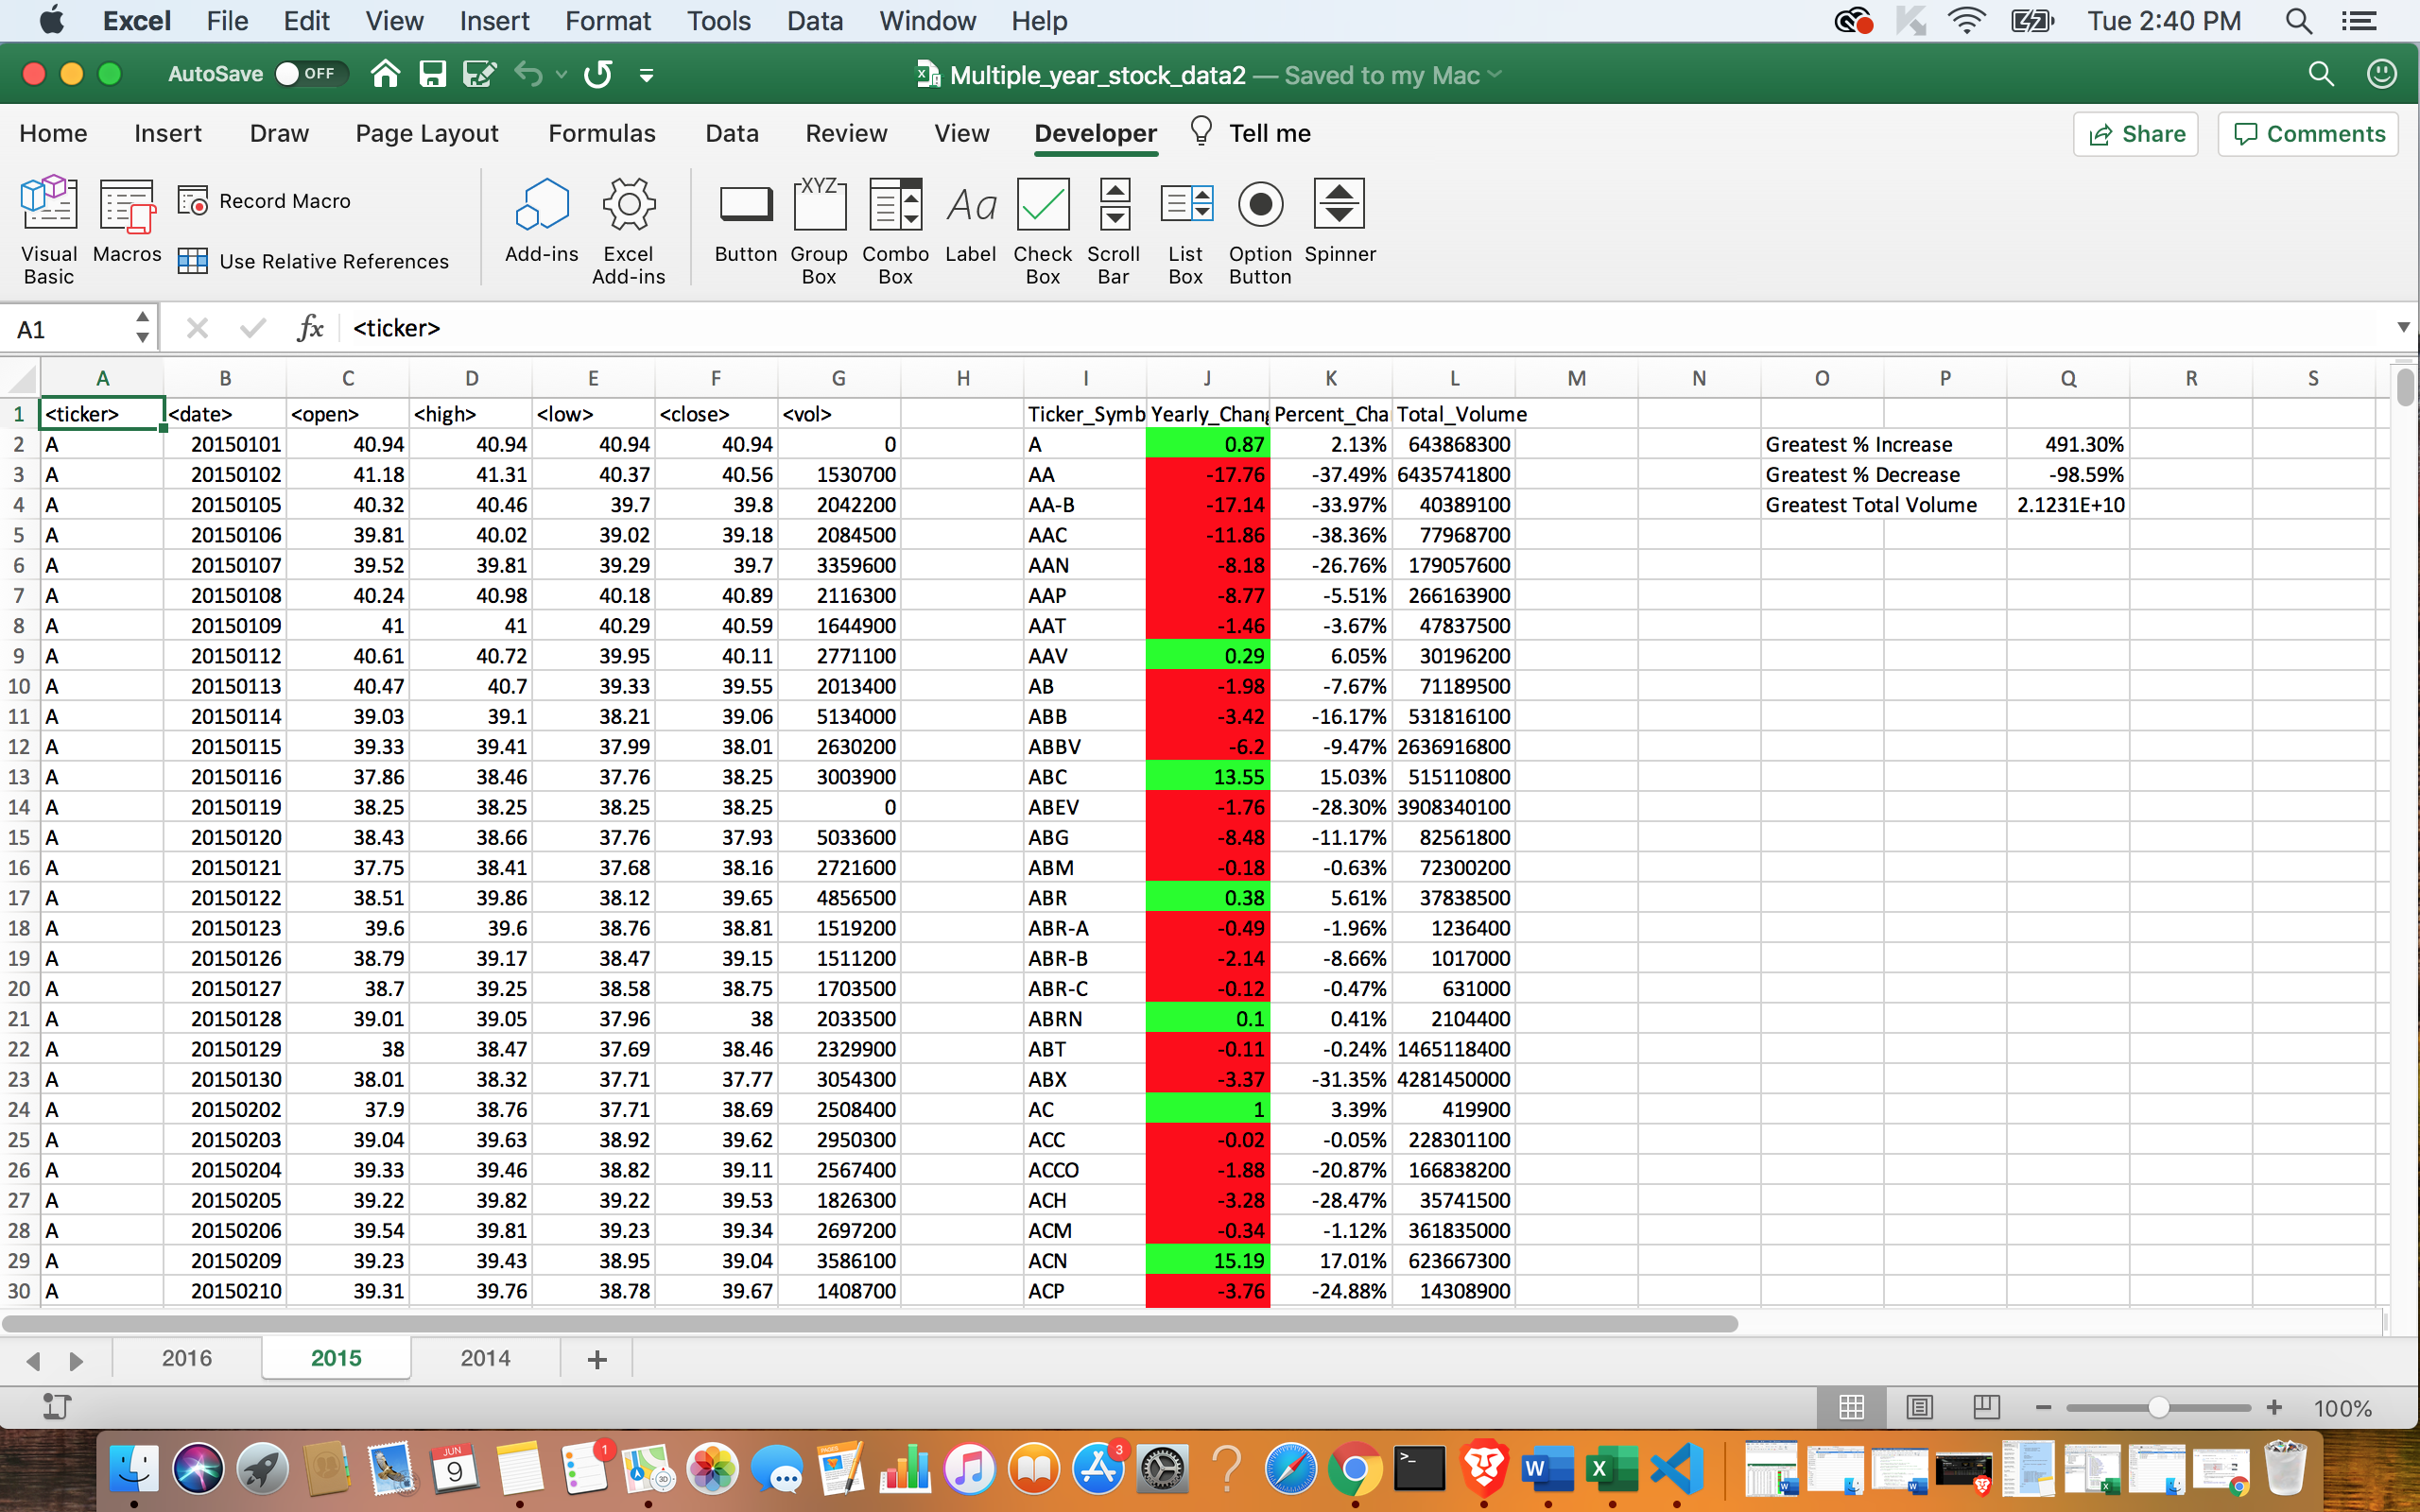 Excel File Edit View Insert Format Tools Data Window Help Tue 2:40 PM
AutoSave OFF Multiple_year_stock_data2 — Saved to my Mac
Home Insert Draw Page Layout Formulas Data Review View Developer Tell me Share Comments
Visual Basic Macros Record Macro Use Relative References Add-ins Excel Add-ins Button XYZ Group Box Combo Box Aa Label Check Box Scroll Bar List Box Option Button Spinner
A1 fx <ticker>
A B C D E F G H I J K L M N O P Q R S
1 <ticker> <date> <open> <high> <low> <close> <vol> Ticker_Symb Yearly_Chang Percent_Cha Total_Volume
2 A 20150101 40.94 40.94 40.94 40.94 0 A 0.87 2.13% 643868300 Greatest % Increase 491.30%
3 A 20150102 41.18 41.31 40.37 40.56 1530700 AA -17.76 -37.49% 6435741800 Greatest % Decrease -98.59%
4 A 20150105 40.32 40.46 39.7 39.8 2042200 AA-B -17.14 -33.97% 40389100 Greatest Total Volume 2.1231E+10
5 A 20150106 39.81 40.02 39.02 39.18 2084500 AAC -11.86 -38.36% 77968700
6 A 20150107 39.52 39.81 39.29 39.7 3359600 AAN -8.18 -26.76% 179057600
7 A 20150108 40.24 40.98 40.18 40.89 2116300 AAP -8.77 -5.51% 266163900
8 A 20150109 41 41 40.29 40.59 1644900 AAT -1.46 -3.67% 47837500
9 A 20150112 40.61 40.72 39.95 40.11 2771100 AAV 0.29 6.05% 30196200
10 A 20150113 40.47 40.7 39.33 39.55 2013400 AB -1.98 -7.67% 71189500
11 A 20150114 39.03 39.1 38.21 39.06 5134000 ABB -3.42 -16.17% 531816100
12 A 20150115 39.33 39.41 37.99 38.01 2630200 ABBV -6.2 -9.47% 2636916800
13 A 20150116 37.86 38.46 37.76 38.25 3003900 ABC 13.55 15.03% 515110800
14 A 20150119 38.25 38.25 38.25 38.25 0 ABEV -1.76 -28.30% 3908340100
15 A 20150120 38.43 38.66 37.76 37.93 5033600 ABG -8.48 -11.17% 82561800
16 A 20150121 37.75 38.41 37.68 38.16 2721600 ABM -0.18 -0.63% 72300200
17 A 20150122 38.51 39.86 38.12 39.65 4856500 ABR 0.38 5.61% 37838500
18 A 20150123 39.6 39.6 38.76 38.81 1519200 ABR-A -0.49 -1.96% 1236400
19 A 20150126 38.79 39.17 38.47 39.15 1511200 ABR-B -2.14 -8.66% 1017000
20 A 20150127 38.7 39.25 38.58 38.75 1703500 ABR-C -0.12 -0.47% 631000
21 A 20150128 39.01 39.05 37.96 38 2033500 ABRN 0.1 0.41% 2104400
22 A 20150129 38 38.47 37.69 38.46 2329900 ABT -0.11 -0.24% 1465118400
23 A 20150130 38.01 38.32 37.71 37.77 3054300 ABX -3.37 -31.35% 4281450000
24 A 20150202 37.9 38.76 37.71 38.69 2508400 AC 1 3.39% 419900
25 A 20150203 39.04 39.63 38.92 39.62 2950300 ACC -0.02 -0.05% 228301100
26 A 20150204 39.33 39.46 38.82 39.11 2567400 ACCO -1.88 -20.87% 166838200
27 A 20150205 39.22 39.82 39.22 39.53 1826300 ACH -3.28 -28.47% 35741500
28 A 20150206 39.54 39.81 39.23 39.34 2697200 ACM -0.34 -1.12% 361835000
29 A 20150209 39.23 39.43 38.95 39.04 3586100 ACN 15.19 17.01% 623667300
30 A 20150210 39.31 39.76 38.78 39.67 1408700 ACP -3.76 -24.88% 14308900
2016 2015 2014 +
100%
JUN 9 1 3D PAGES 3 W X